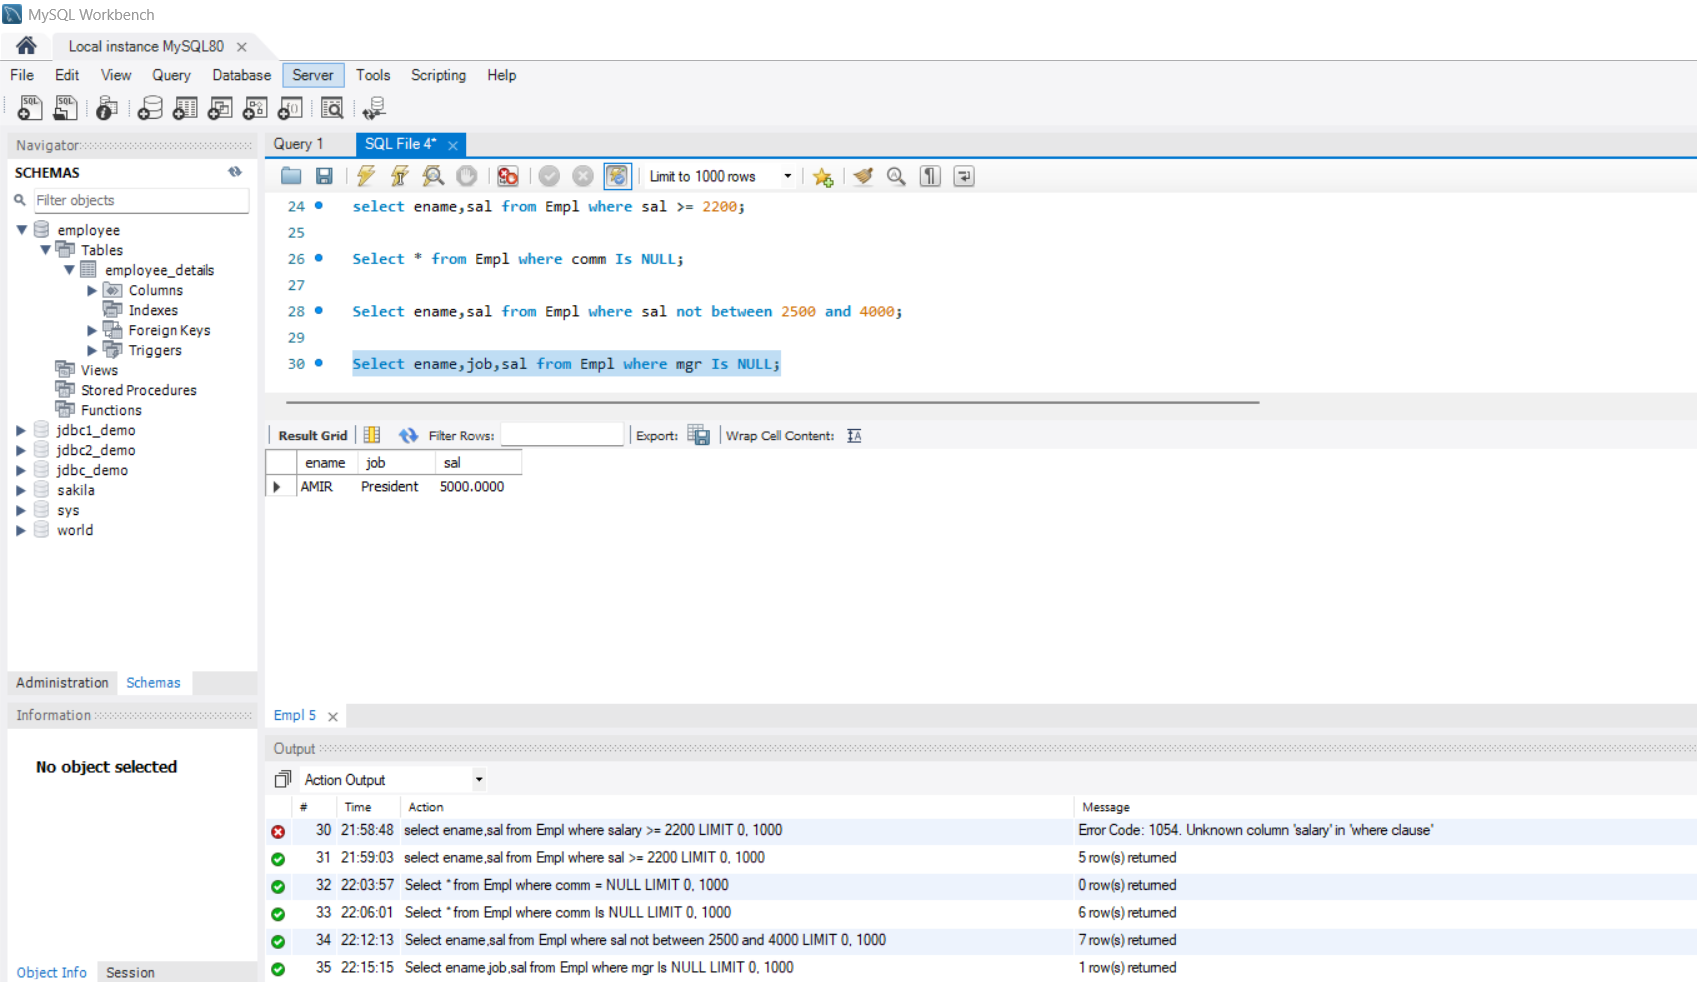 MySQL Workbench
Local instance MySQL80
File Edit View Query Database Server Tools Scripting Help
Navigator
SCHEMAS
Filter objects
employee
Tables
employee_details
Columns
Indexes
Foreign Keys
Triggers
Views
Stored Procedures
Functions
jdbc1_demo
jdbc2_demo
jdbc_demo
sakila
sys
world
Administration Schemas
Information
No object selected
Object Info Session
Query 1 SQL File 4*
Limit to 1000 rows
24 select ename,sal from Empl where sal >= 2200;
25
26 Select * from Empl where comm Is NULL;
27
28 Select ename,sal from Empl where sal not between 2500 and 4000;
29
30 Select ename,job,sal from Empl where mgr Is NULL;
Result Grid Filter Rows: Export: Wrap Cell Content:
ename job sal
AMIR President 5000.0000
Empl 5
Output
Action Output
# Time Action Message
30 21:58:48 select ename,sal from Empl where salary >= 2200 LIMIT 0, 1000 Error Code: 1054. Unknown column 'salary' in 'where clause'
31 21:59:03 select ename,sal from Empl where sal >= 2200 LIMIT 0, 1000 5 row(s) returned
32 22:03:57 Select * from Empl where comm = NULL LIMIT 0, 1000 0 row(s) returned
33 22:06:01 Select * from Empl where comm Is NULL LIMIT 0, 1000 6 row(s) returned
34 22:12:13 Select ename,sal from Empl where sal not between 2500 and 4000 LIMIT 0, 1000 7 row(s) returned
35 22:15:15 Select ename,job,sal from Empl where mgr Is NULL LIMIT 0, 1000 1 row(s) returned